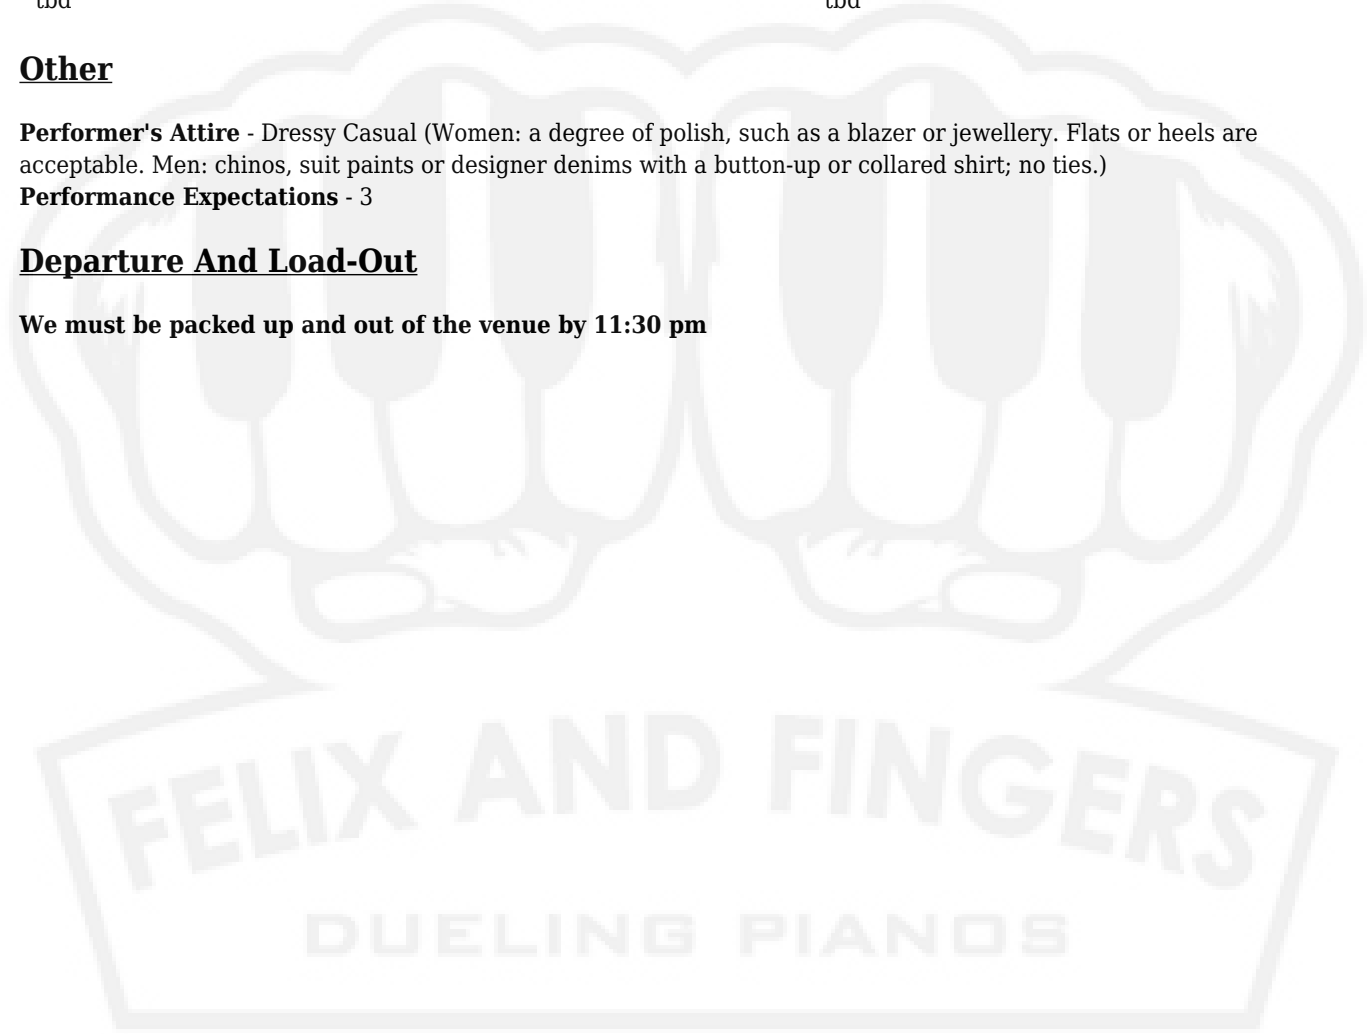 tbd tbd
Other
Performer's Attire - Dressy Casual (Women: a degree of polish, such as a blazer or jewellery. Flats or heels are
acceptable. Men: chinos, suit paints or designer denims with a button-up or collared shirt; no ties.)
Performance Expectations - 3
Departure And Load-Out
We must be packed up and out of the venue by 11:30 pm
FELIX AND FINGERS
DUELING PIANOS